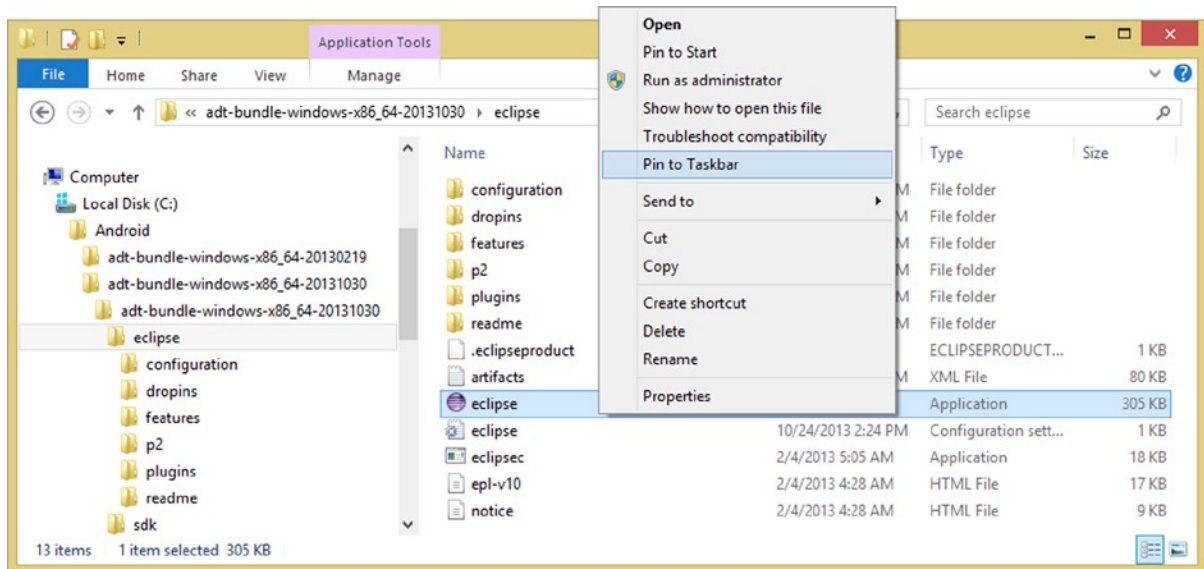 Application Tools
File Home Share View Manage
« adt-bundle-windows-x86_64-20131030 eclipse
Search eclipse
Computer
Local Disk (C:)
Android
adt-bundle-windows-x86_64-20130219
adt-bundle-windows-x86_64-20131030
adt-bundle-windows-x86_64-20131030
eclipse
configuration
dropins
features
p2
plugins
readme
sdk
Name Type Size
configuration M File folder
dropins M File folder
features M File folder
p2 M File folder
plugins M File folder
readme M File folder
.eclipseproduct ECLIPSEPRODUCT... 1 KB
artifacts M XML File 80 KB
eclipse Application 305 KB
eclipse 10/24/2013 2:24 PM Configuration sett... 1 KB
eclipsec 2/4/2013 5:05 AM Application 18 KB
epl-v10 2/4/2013 4:28 AM HTML File 17 KB
notice 2/4/2013 4:28 AM HTML File 9 KB
Open
Pin to Start
Run as administrator
Show how to open this file
Troubleshoot compatibility
Pin to Taskbar
Send to
Cut
Copy
Create shortcut
Delete
Rename
Properties
13 items 1 item selected 305 KB